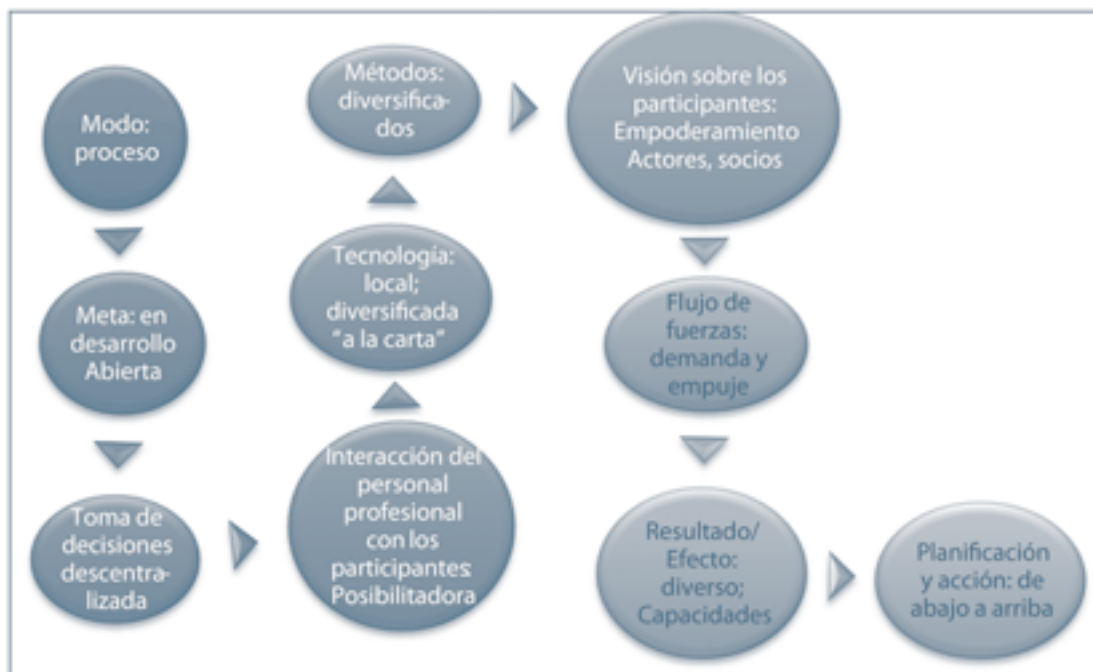 Modo:
proceso
Meta: en
desarrollo
Abierta
Toma de
decisiones
descentra-
lizada
Interacción del
personal
profesional
con los
participantes:
Posibilitadora
Tecnología:
local;
diversificada
“a la carta”
Métodos:
diversifica-
dos
Visión sobre los
participantes:
Empoderamiento
Actores, socios
Flujo de
fuerzas:
demanda y
empuje
Resultado/
Efecto:
diverso;
Capacidades
Planificación
y acción: de
abajo a arriba